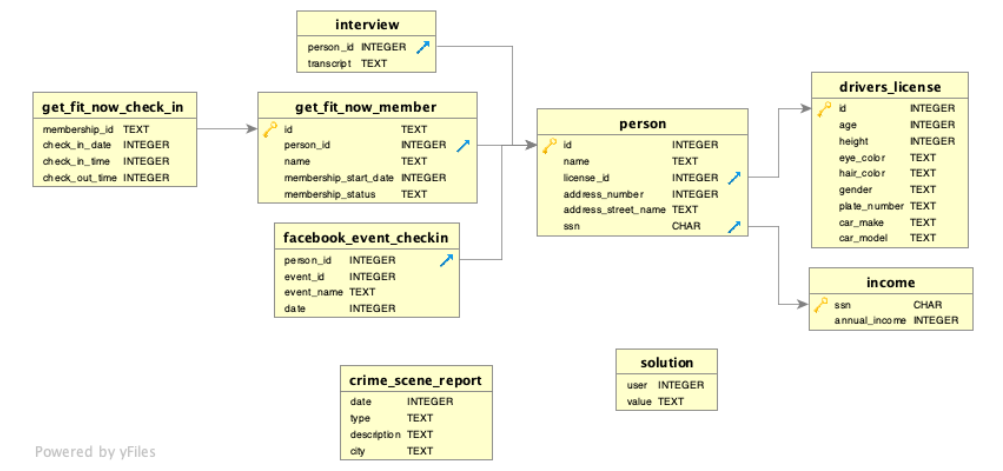 interview
person_id INTEGER
transcript TEXT
get_fit_now_check_in
membership_id TEXT
check_in_date INTEGER
check_in_time INTEGER
check_out_time INTEGER
get_fit_now_member
id TEXT
person_id INTEGER
name TEXT
membership_start_date INTEGER
membership_status TEXT
facebook_event_checkin
person_id INTEGER
event_id INTEGER
event_name TEXT
date INTEGER
person
id INTEGER
name TEXT
license_id INTEGER
address_number INTEGER
address_street_name TEXT
ssn CHAR
drivers_license
id INTEGER
age INTEGER
height INTEGER
eye_color TEXT
hair_color TEXT
gender TEXT
plate_number TEXT
car_make TEXT
car_model TEXT
income
ssn CHAR
annual_income INTEGER
crime_scene_report
date INTEGER
type TEXT
description TEXT
city TEXT
solution
user INTEGER
value TEXT
Powered by yFiles